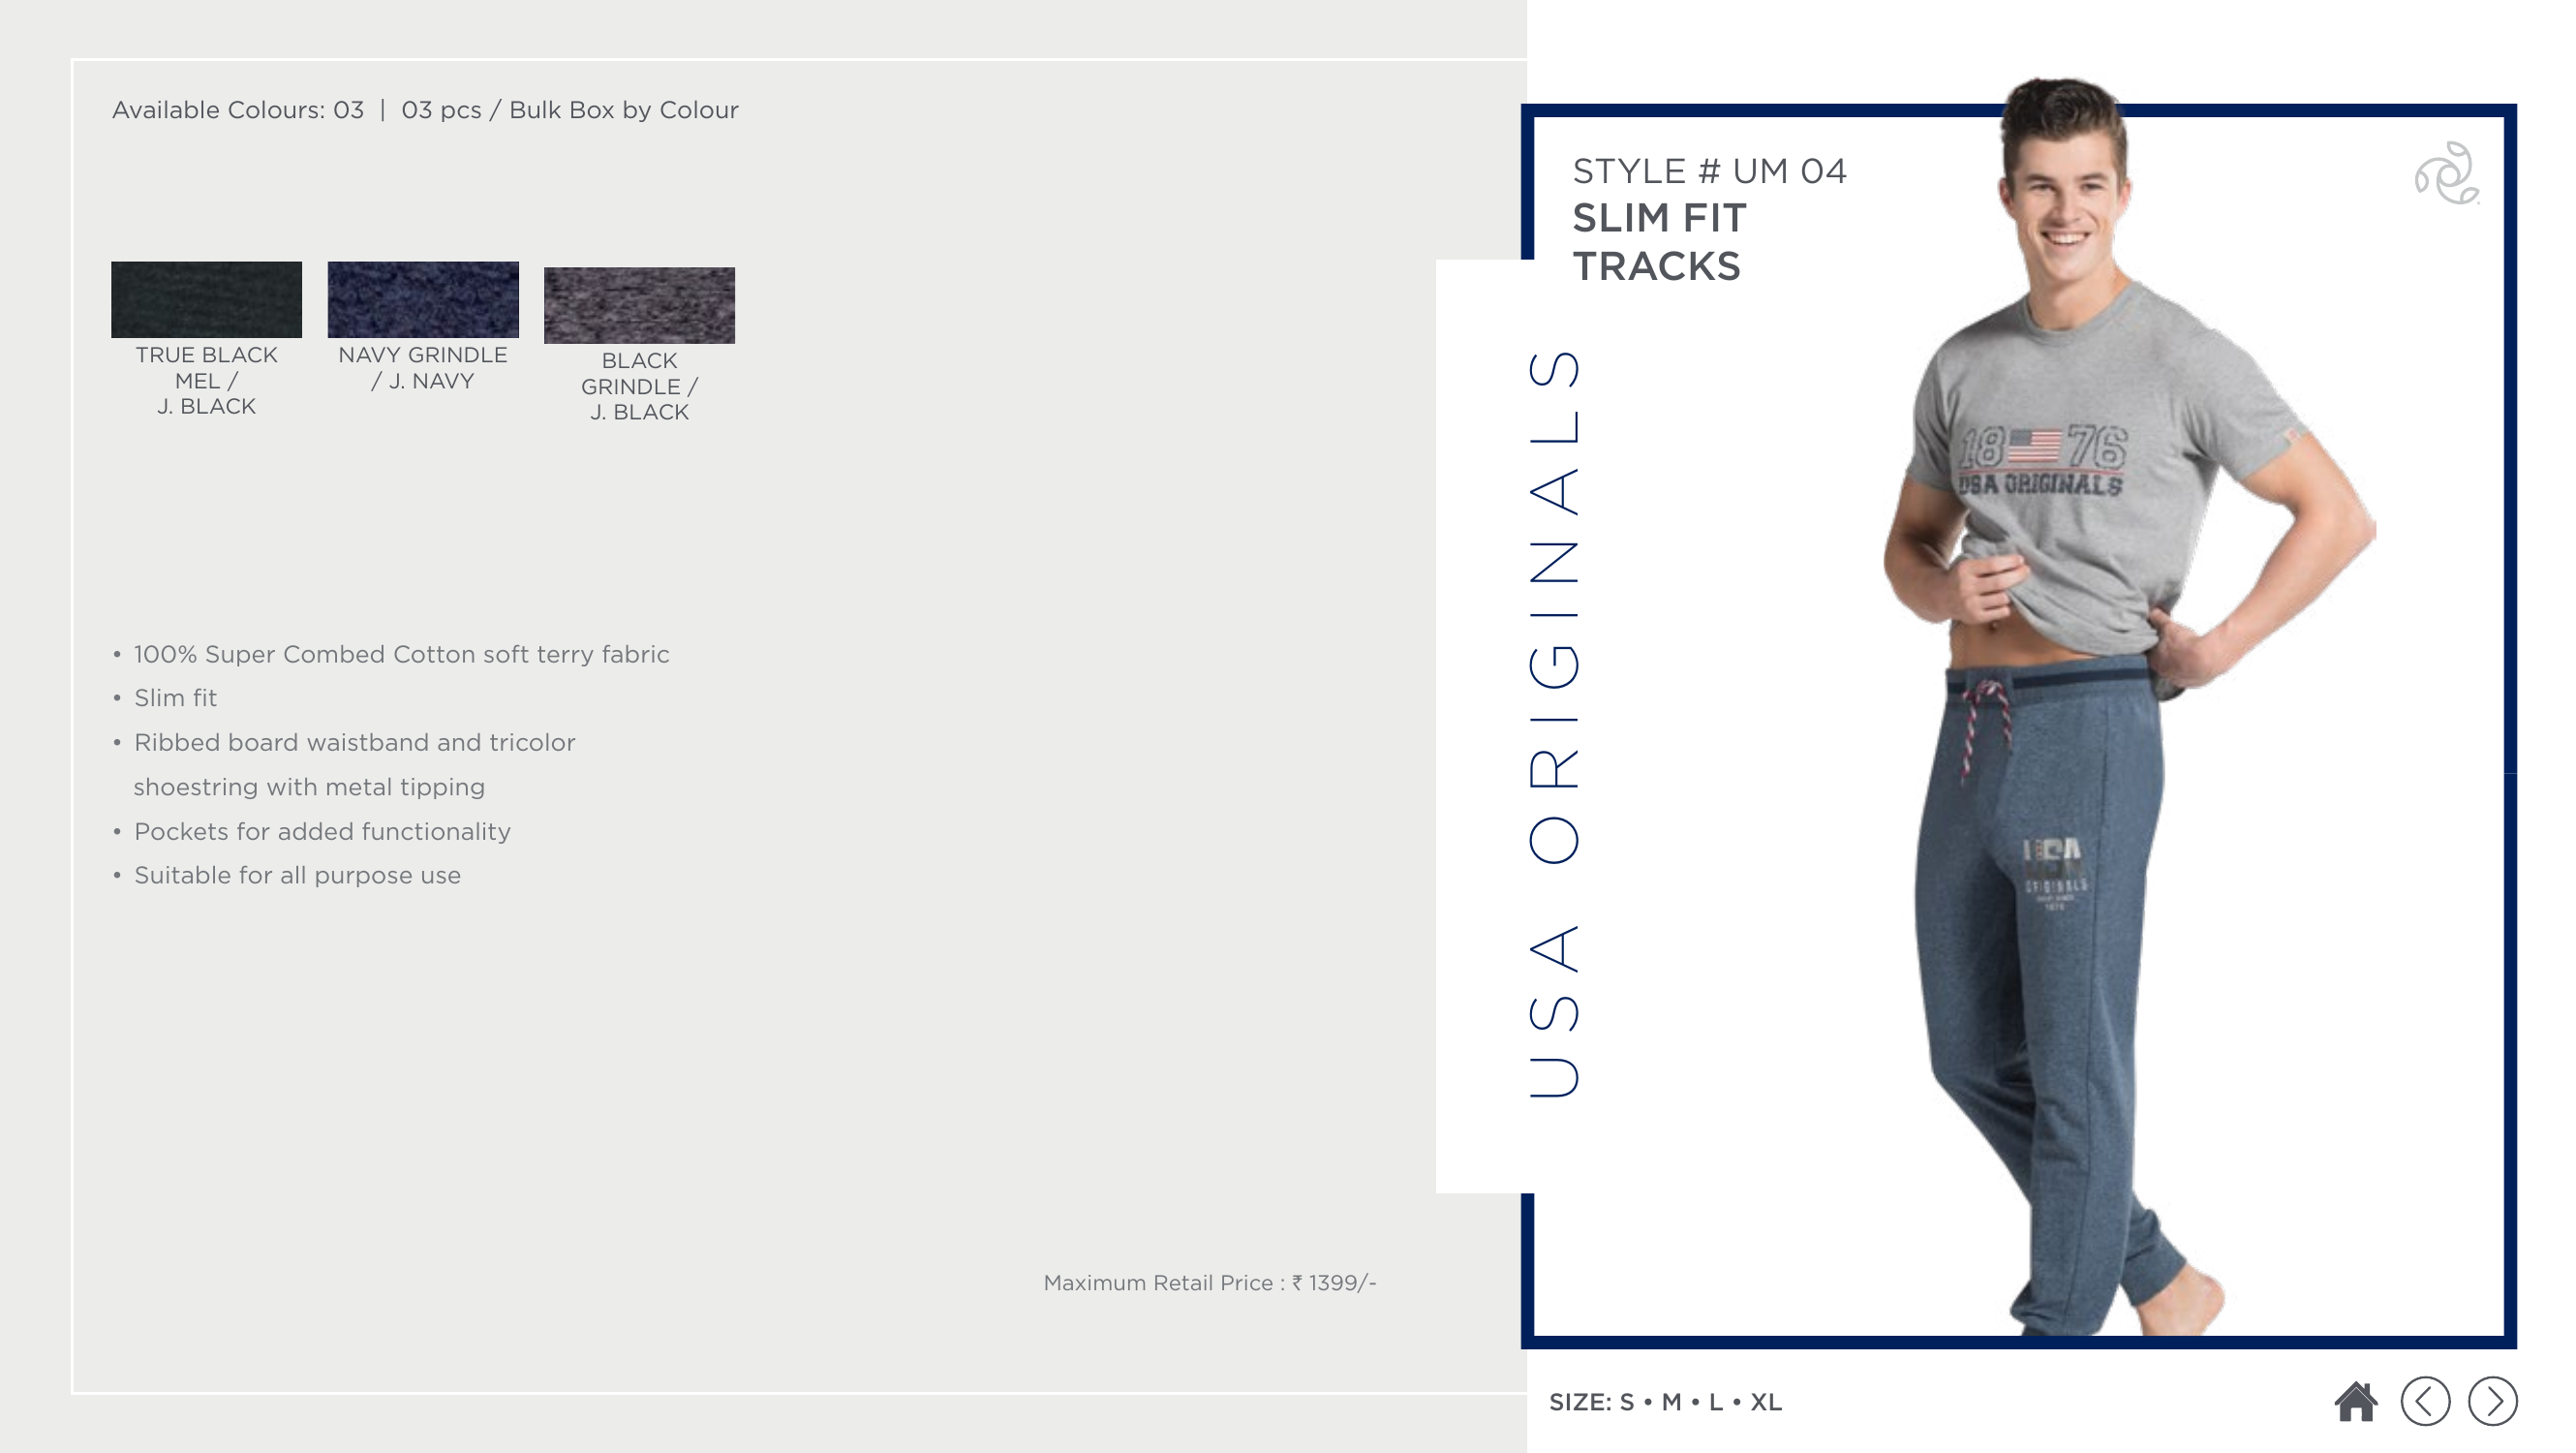 Available Colours: 03 | 03 pcs / Bulk Box by Colour
TRUE BLACK
MEL /
J. BLACK
NAVY GRINDLE
/ J. NAVY
BLACK
GRINDLE /
J. BLACK
• 100% Super Combed Cotton soft terry fabric
• Slim fit
• Ribbed board waistband and tricolor
shoestring with metal tipping
• Pockets for added functionality
• Suitable for all purpose use
Maximum Retail Price : ₹ 1399/-
USA ORIGINALS
STYLE # UM 04
SLIM FIT
TRACKS
18 76
USA ORIGINALS
USA
ORIGINALS
SIZE: S • M • L • XL